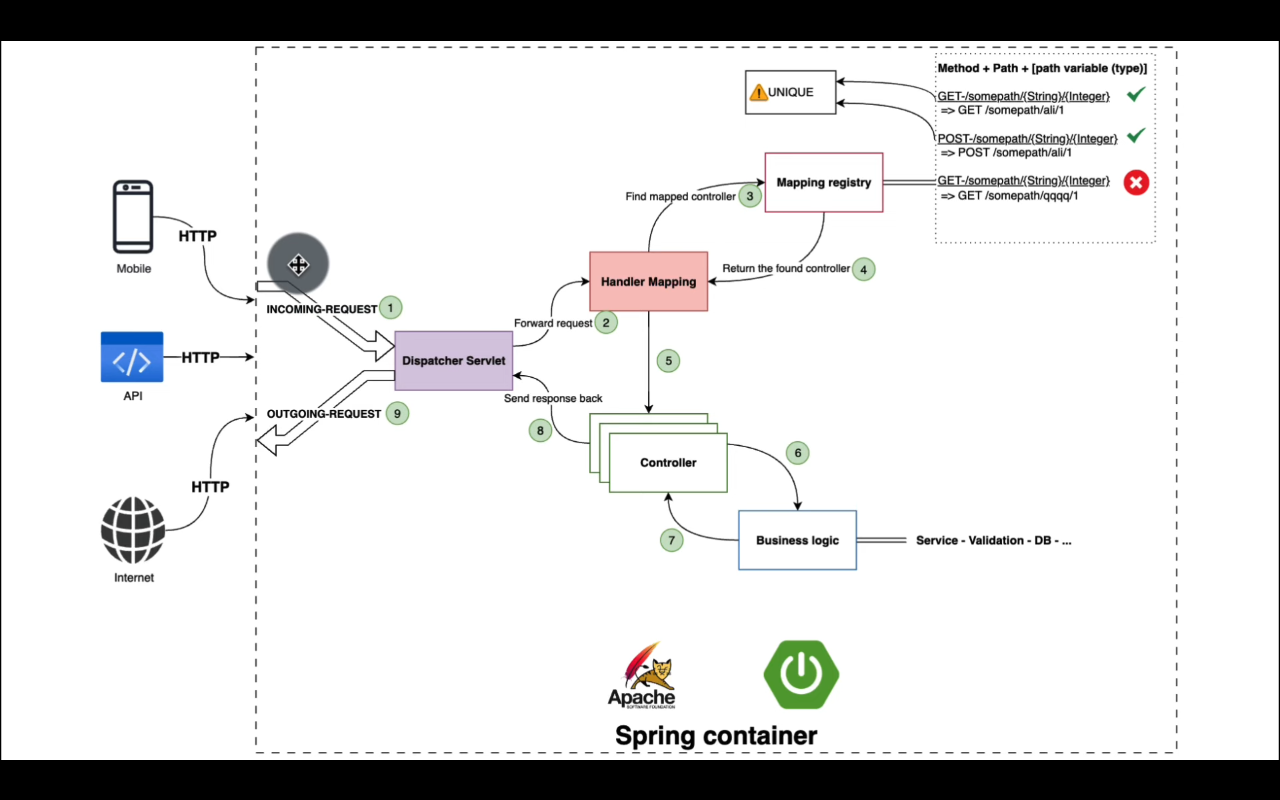 Method + Path + [path variable (type)]
UNIQUE
GET-/somepath/{String}/{Integer}
=> GET /somepath/ali/1
POST-/somepath/{String}/{Integer}
=> POST /somepath/ali/1
GET-/somepath/{String}/{Integer}
=> GET /somepath/qqqq/1
Mapping registry
Find mapped controller 3
HTTP
Mobile
Return the found controller 4
Handler Mapping
INCOMING-REQUEST 1
Forward request 2
HTTP
API
Dispatcher Servlet
5
Send response back
OUTGOING-REQUEST 9
8
6
Controller
HTTP
Internet
7
Business logic
Service - Validation - DB - ...
Apache
SOFTWARE FOUNDATION
Spring container